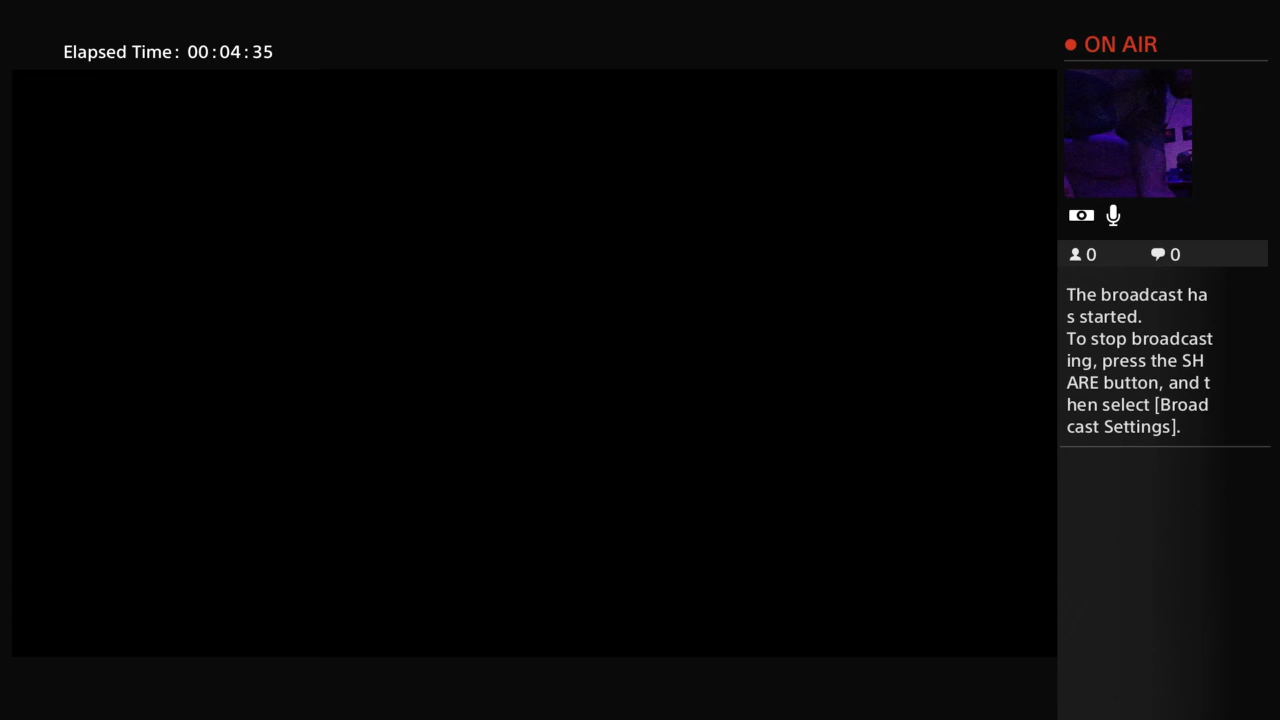 Elapsed Time: 00:04:35
ON AIR
0 0
The broadcast ha
s started.
To stop broadcast
ing, press the SH
ARE button, and t
hen select [Broad
cast Settings].